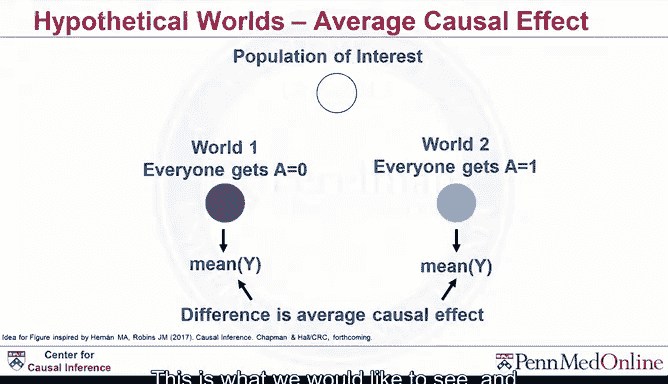 Hypothetical Worlds – Average Causal Effect
Population of Interest
World 1
Everyone gets A=0
World 2
Everyone gets A=1
mean(Y)
mean(Y)
Difference is average causal effect
Idea for Figure inspired by Hernán MA, Robins JM (2017). Causal Inference. Chapman & Hall/CRC, forthcoming.
Center for
Causal Inference
PennMedOnline
This is what we would like to see, and